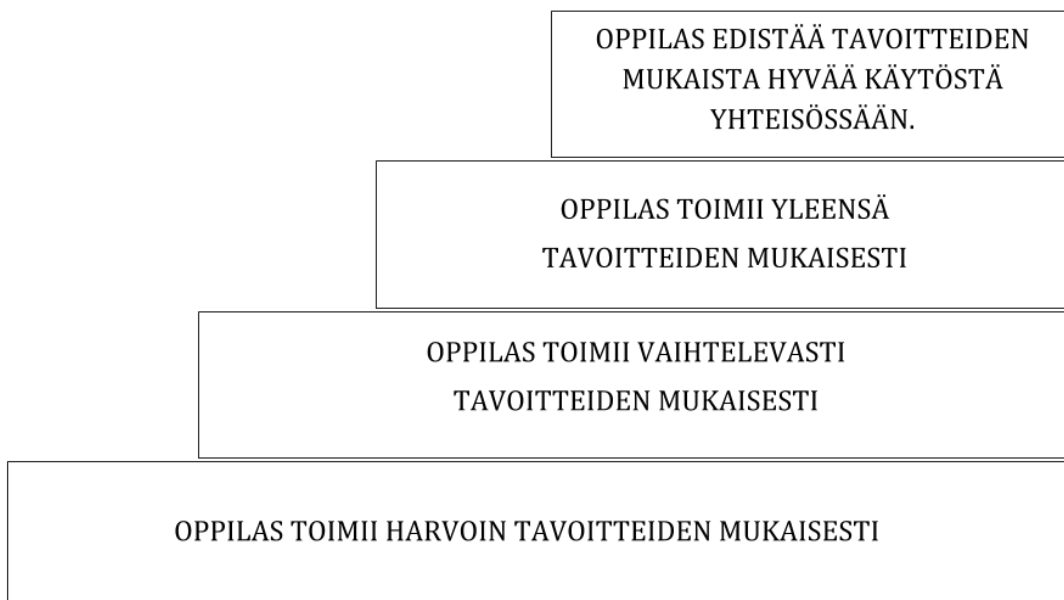 OPPILAS EDISTÄÄ TAVOITTEIDEN
MUKAISTA HYVÄÄ KÄYTÖSTÄ
YHTEISÖSSÄÄN.
OPPILAS TOIMII YLEENSÄ
TAVOITTEIDEN MUKAISESTI
OPPILAS TOIMII VAIHTELEVASTI
TAVOITTEIDEN MUKAISESTI
OPPILAS TOIMII HARVOIN TAVOITTEIDEN MUKAISESTI